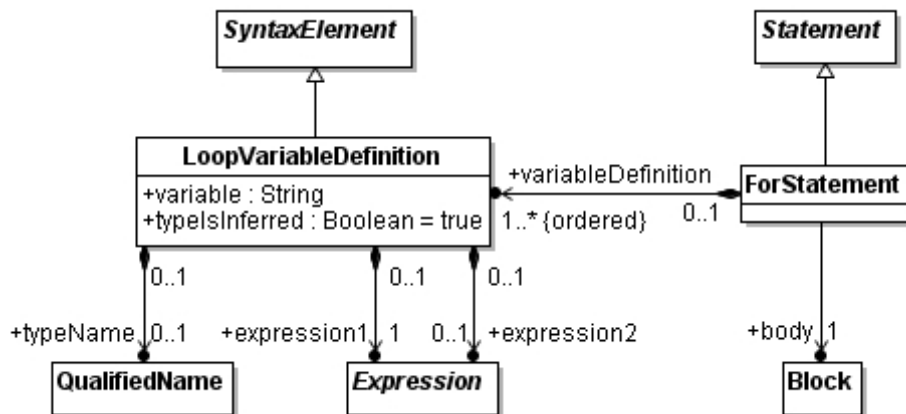 SyntaxElement
Statement
LoopVariableDefinition
+variable : String
+typeIsInferred : Boolean = true
+variableDefinition
1..* {ordered}
0..1
ForStatement
0..1
0..1
0..1
+typeName
0..1
+expression1
1
0..1
+expression2
+body
1
QualifiedName
Expression
Block